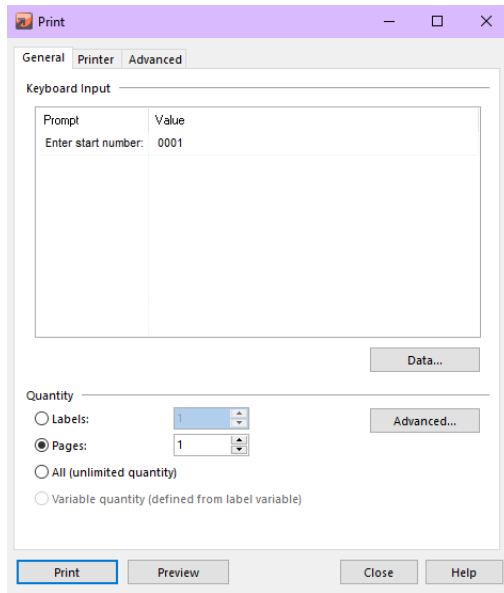 Print
General Printer Advanced
Keyboard Input
Prompt Value
Enter start number: 0001
Data...
Quantity
Labels: 1
Advanced...
Pages: 1
All (unlimited quantity)
Variable quantity (defined from label variable)
Print Preview Close Help